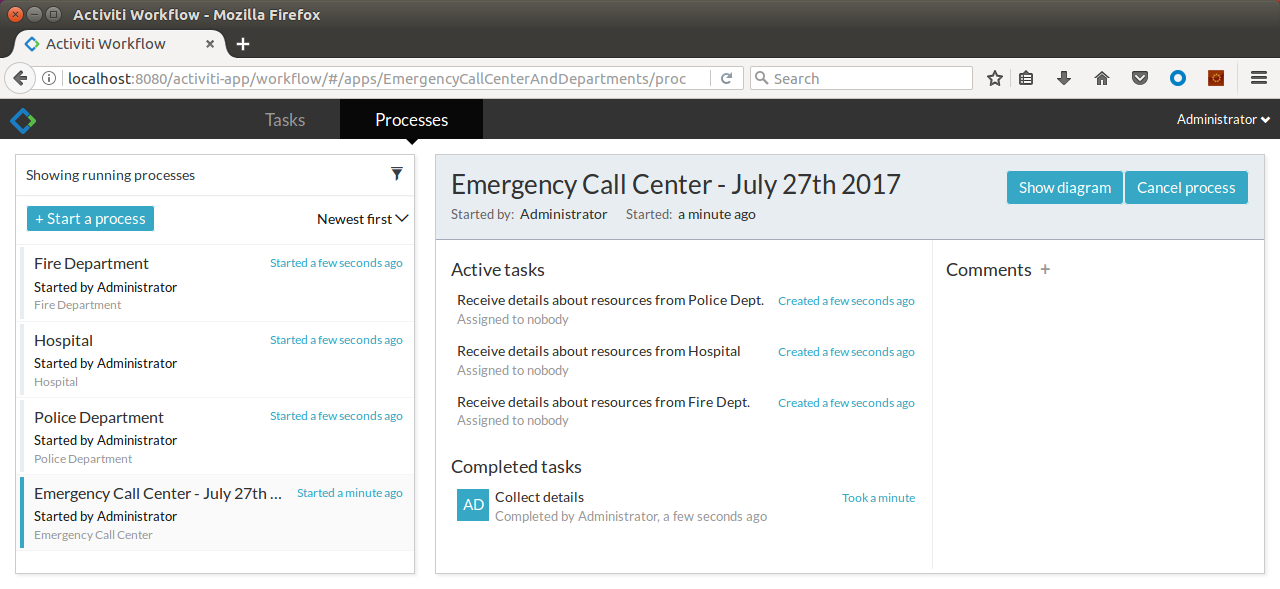 Activiti Workflow - Mozilla Firefox
Activiti Workflow
localhost:8080/activiti-app/workflow/#/apps/EmergencyCallCenterAndDepartments/proc
Search
Tasks
Processes
Administrator
Showing running processes
+ Start a process
Newest first
Fire Department
Started a few seconds ago
Started by Administrator
Fire Department
Hospital
Started a few seconds ago
Started by Administrator
Hospital
Police Department
Started a few seconds ago
Started by Administrator
Police Department
Emergency Call Center - July 27th ...
Started a minute ago
Started by Administrator
Emergency Call Center
Emergency Call Center - July 27th 2017
Started by: Administrator Started: a minute ago
Show diagram
Cancel process
Active tasks
Receive details about resources from Police Dept.
Created a few seconds ago
Assigned to nobody
Receive details about resources from Hospital
Created a few seconds ago
Assigned to nobody
Receive details about resources from Fire Dept.
Created a few seconds ago
Assigned to nobody
Completed tasks
AD
Collect details
Took a minute
Completed by Administrator, a few seconds ago
Comments +